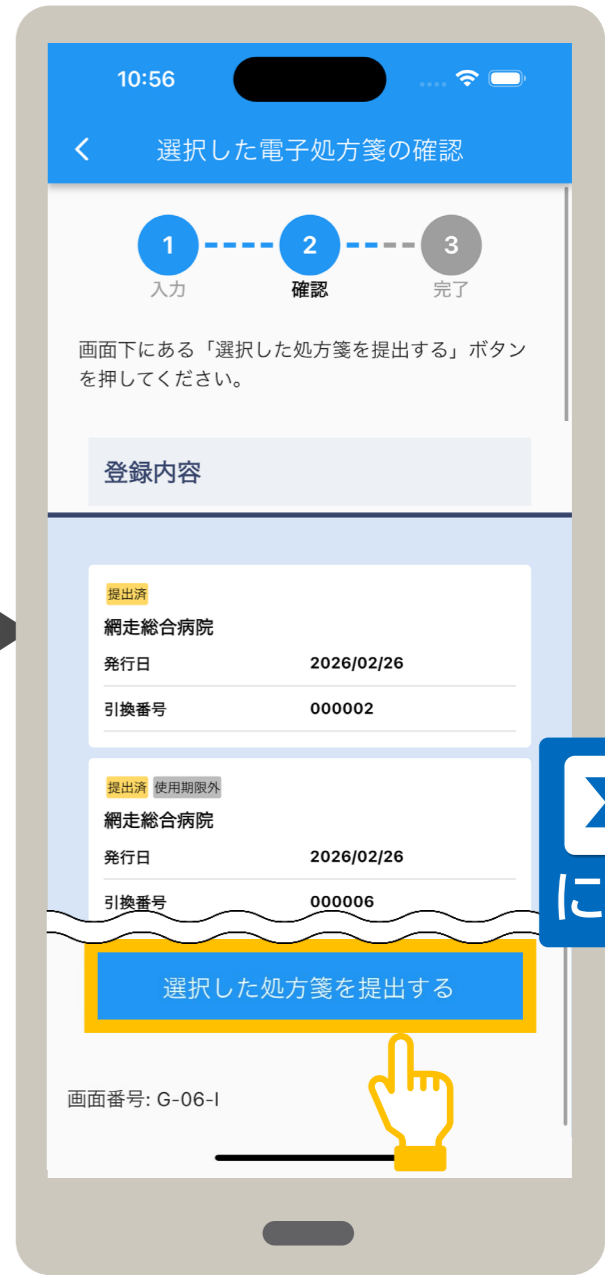 10:56
選択した電子処方箋の確認
1 2 3
入力 確認 完了
画面下にある「選択した処方箋を提出する」ボタン
を押してください。
登録内容
提出済
網走総合病院
発行日 2026/02/26
引換番号 000002
提出済 使用期限外
網走総合病院
発行日 2026/02/26
引換番号 000006
に
選択した処方箋を提出する
画面番号: G-06-I